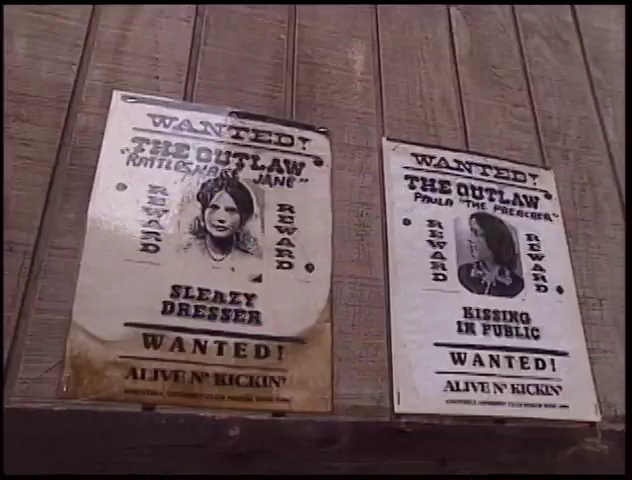 WANTED!
THE OUTLAW
"RATTLESNAKE JANE"
REWARD
REWARD
SLEAZY
DRESSER
WANTED!
ALIVE N' KICKIN'
WANTED!
THE OUTLAW
PAULA "THE PREACHER"
REWARD
REWARD
KISSING
IN PUBLIC
WANTED!
ALIVE N' KICKIN'